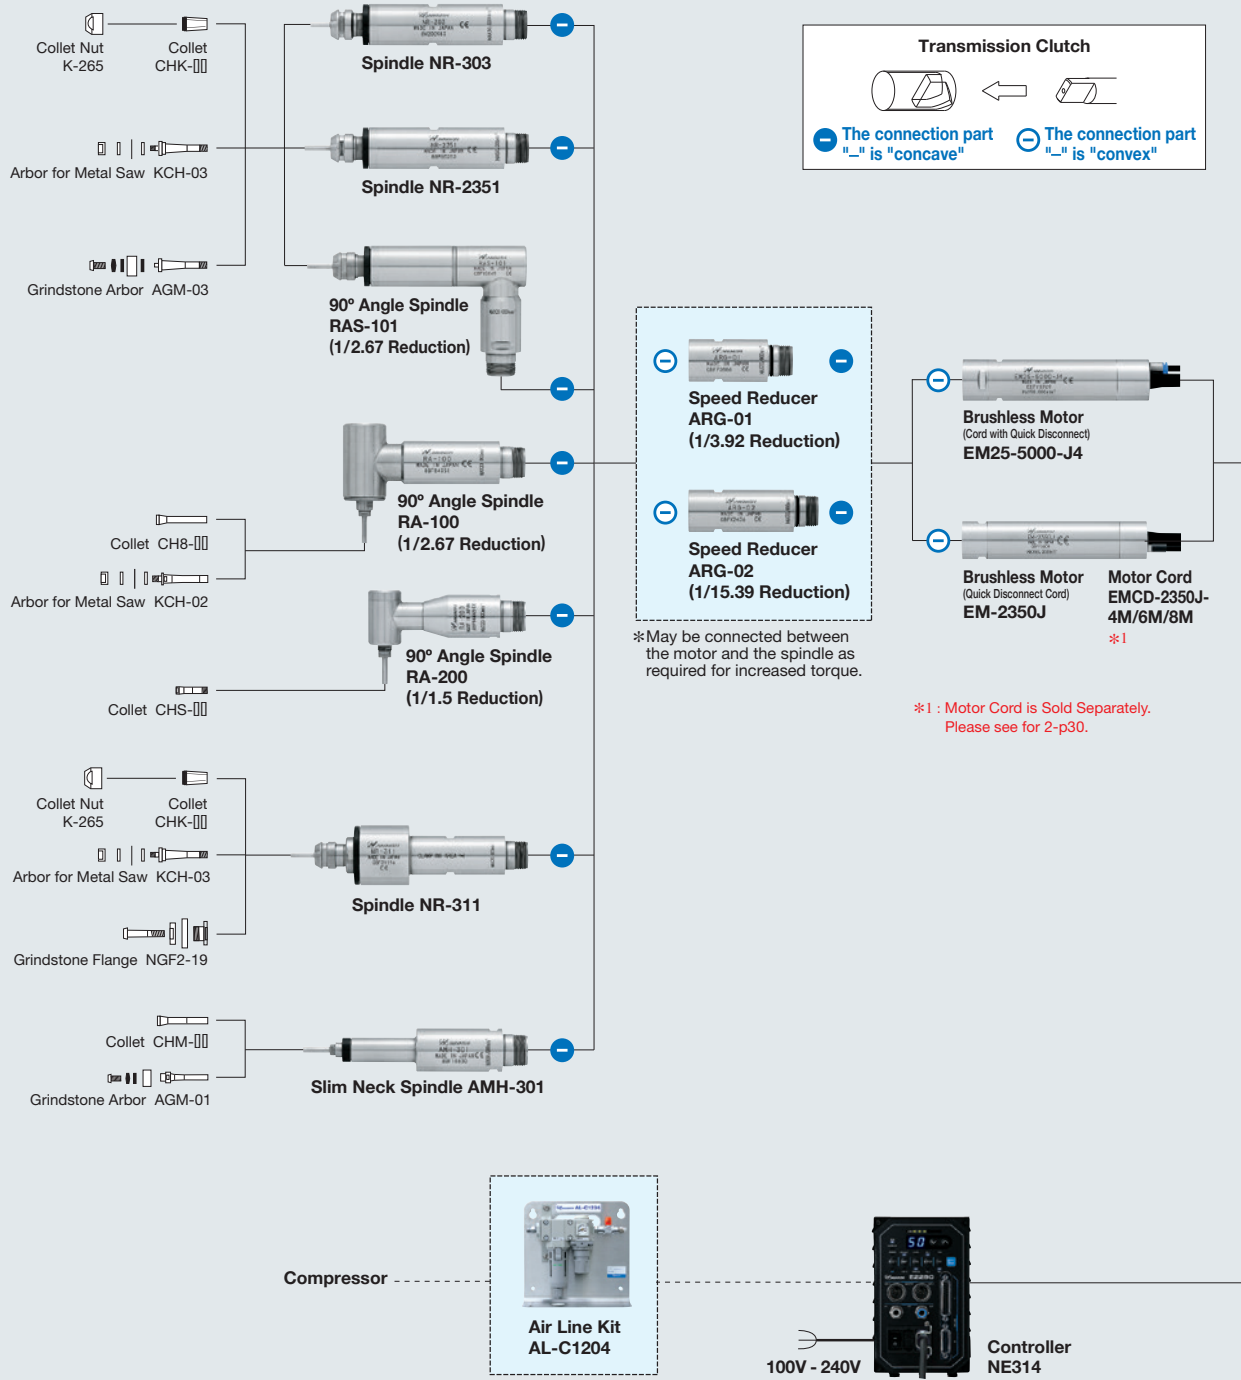 Collet Nut
K-265
Collet
CHK-▯▯
Spindle NR-303
Transmission Clutch
The connection part
"–" is "concave"
The connection part
"–" is "convex"
Arbor for Metal Saw KCH-03
Spindle NR-2351
Grindstone Arbor AGM-03
90º Angle Spindle
RAS-101
(1/2.67 Reduction)
Speed Reducer
ARG-01
(1/3.92 Reduction)
Brushless Motor
(Cord with Quick Disconnect)
EM25-5000-J4
90º Angle Spindle
RA-100
(1/2.67 Reduction)
Collet CH8-▯▯
Arbor for Metal Saw KCH-02
Speed Reducer
ARG-02
(1/15.39 Reduction)
Brushless Motor
(Quick Disconnect Cord)
EM-2350J
Motor Cord
EMCD-2350J-
4M/6M/8M
*1
*May be connected between
the motor and the spindle as
required for increased torque.
90º Angle Spindle
RA-200
(1/1.5 Reduction)
Collet CHS-▯▯
*1 : Motor Cord is Sold Separately.
Please see for 2-p30.
Collet Nut
K-265
Collet
CHK-▯▯
Arbor for Metal Saw KCH-03
Spindle NR-311
Grindstone Flange NGF2-19
Collet CHM-▯▯
Grindstone Arbor AGM-01
Slim Neck Spindle AMH-301
AL-C1204
Compressor
Air Line Kit
AL-C1204
50
100V - 240V
Controller
NE314